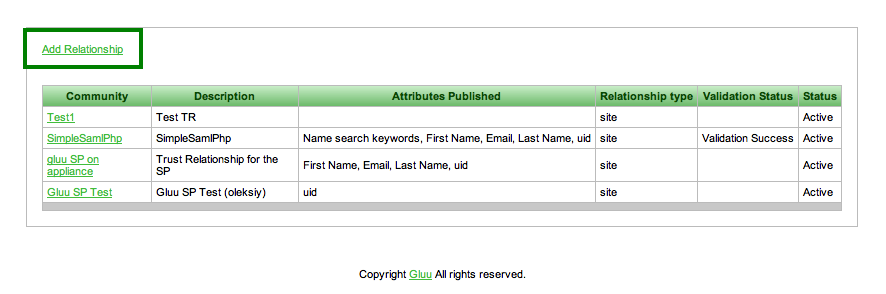 Add Relationship
Community Description Attributes Published Relationship type Validation Status Status
Test1 Test TR site Active
SimpleSamlPhp SimpleSamlPhp Name search keywords, First Name, Email, Last Name, uid site Validation Success Active
gluu SP on
appliance
Trust Relationship for the
SP
First Name, Email, Last Name, uid site Active
Gluu SP Test Gluu SP Test (oleksiy) uid site Active
Copyright Gluu All rights reserved.